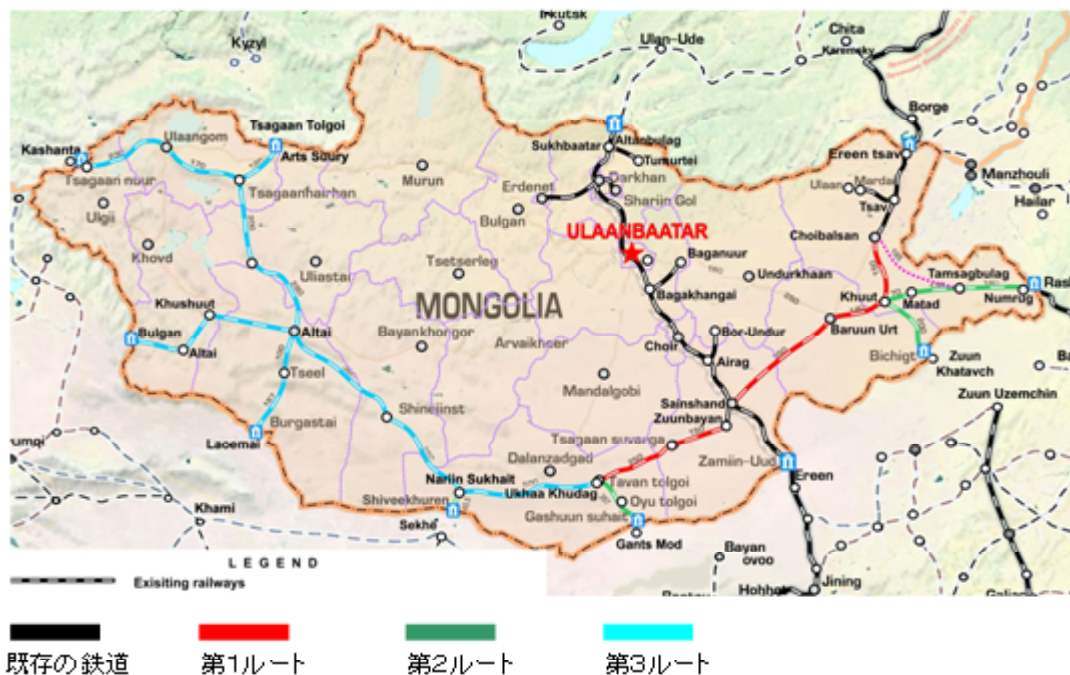 Irkutsk
Chita
Kyzyl
Ulan-Ude
Karemsky
Borge
Tsagaan Tolgoi
Ulaangom
Altanbulag
Kashanta
Arts Suury
Sukhbaatar
Ereen tsav
Tumurtei
Manzhouli
Tsagaan nuur
Tsagaanhairhan
Murun
Erdenet
Darkhan
Ulaan
Mardai
Ulgii
Shariin Gol
Hailar
Bulgan
Tsav
ULAANBAATAR
Khovd
Choibalsan
Uliastai
Tsetserleg
Baganuur
Undurkhaan
Tamsagbulag
Bagakhangai
Khuut
Matad
Numrug
Khushuut
MONGOLIA
Bulgan
Altai
Bayankhongor
Bor-Undur
Baruun Urt
Arvaikheer
Choir
Airag
Bichigt
Zuun
Khatavch
Altai
Tseel
Mandalgobi
Sainshand
Zuun Uzemchin
Shinejinst
Zuunbayan
Burgastai
Laoemai
Tsagaan suvarga
Zamiin-Uud
Dalanzadgad
Nariin Sukhait
Tavan tolgoi
Ereen
Ukhaa Khudag
Shiveekhuren
Oyu tolgoi
Khami
Sekhe
Gashuun suhait
Gants Mod
Bayan
ovoo
Jining
LEGEND
Exisiting railways
既存の鉄道 第1ルート 第2ルート 第3ルート